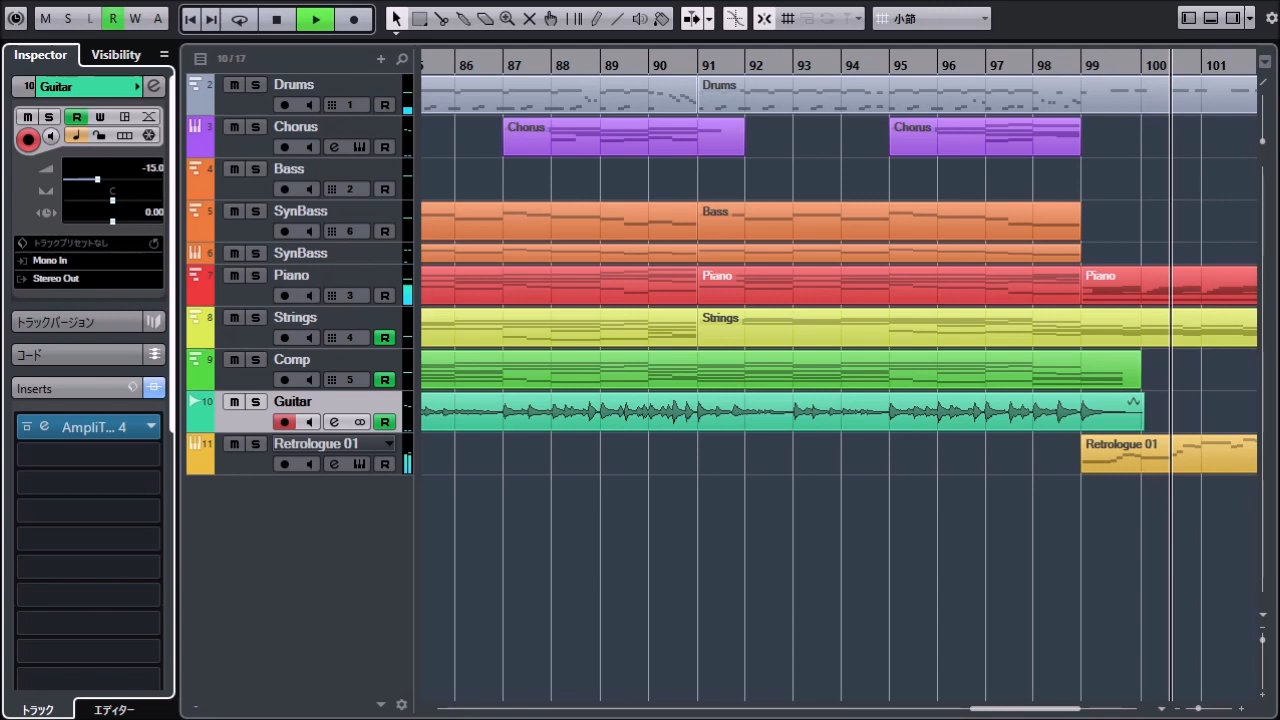 M S L R W A
小節
Inspector Visibility
10/17
86 87 88 89 90 91 92 93 94 95 96 97 98 99 100 101
10 Guitar
M S R W
-15.0
C
0.00
トラックプリセットなし
Mono In
Stereo Out
トラックバージョン
コード
Inserts
AmpliT... 4
トラック エディター
2 m S Drums
1 R
3 m S Chorus
e R
4 m S Bass
2 R
5 m S SynBass
6 R
6 m S SynBass
7 m S Piano
3 R
8 m S Strings
4 R
9 m S Comp
5 R
10 m S Guitar
e R
11 m S Retrologue 01
e R
Drums
Chorus Chorus
Bass
Piano Piano
Strings
Retrologue 01